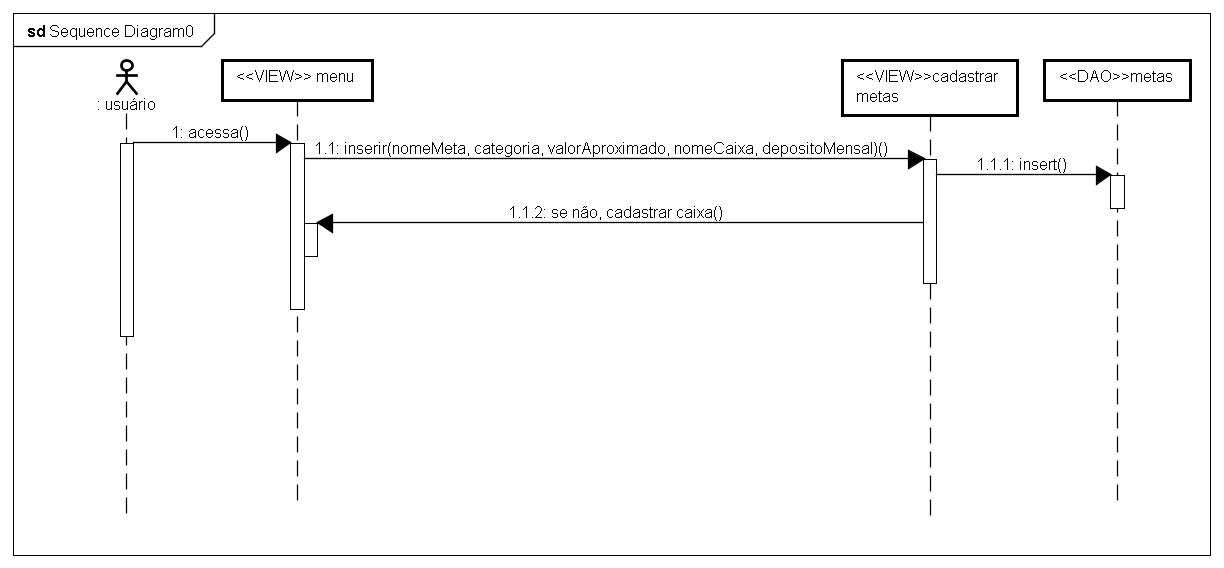 sd Sequence Diagram0
: usuário
<<VIEW>> menu
<<VIEW>>cadastrar
metas
<<DAO>>metas
1: acessa()
1.1: inserir(nomeMeta, categoria, valorAproximado, nomeCaixa, depositoMensal)()
1.1.1: insert()
1.1.2: se não, cadastrar caixa()